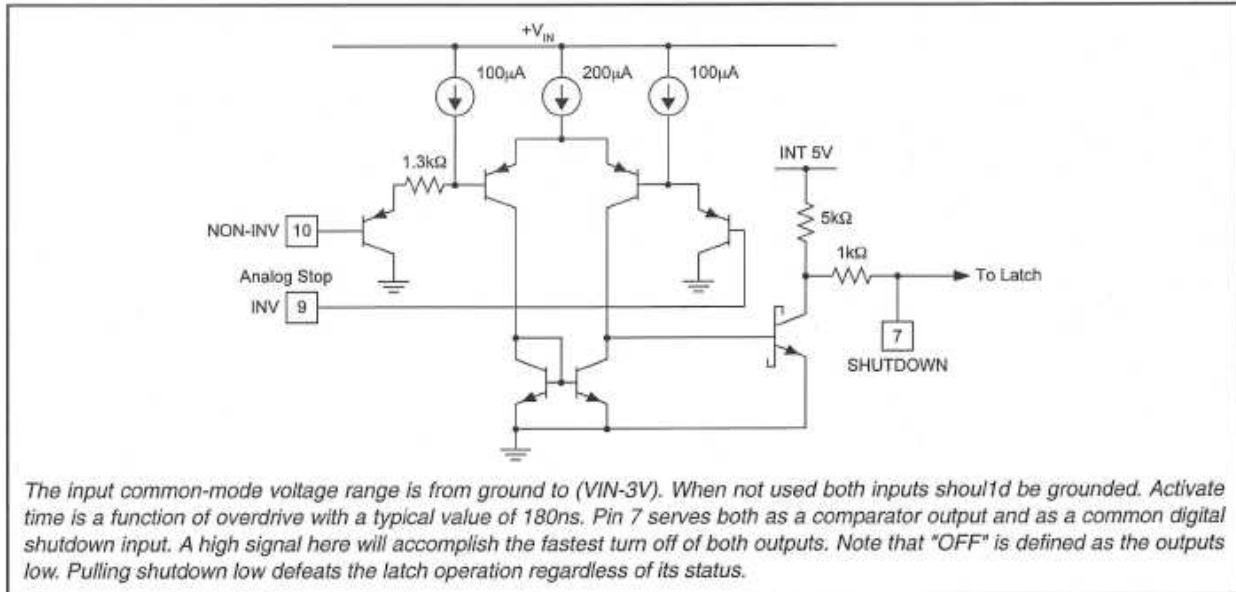 +VIN
100μA
200μA
100μA
1.3kΩ
INT 5V
5kΩ
1kΩ
NON-INV 10
To Latch
Analog Stop
INV 9
7
SHUTDOWN
The input common-mode voltage range is from ground to (VIN-3V). When not used both inputs shoul1d be grounded. Activate
time is a function of overdrive with a typical value of 180ns. Pin 7 serves both as a comparator output and as a common digital
shutdown input. A high signal here will accomplish the fastest turn off of both outputs. Note that "OFF" is defined as the outputs
low. Pulling shutdown low defeats the latch operation regardless of its status.